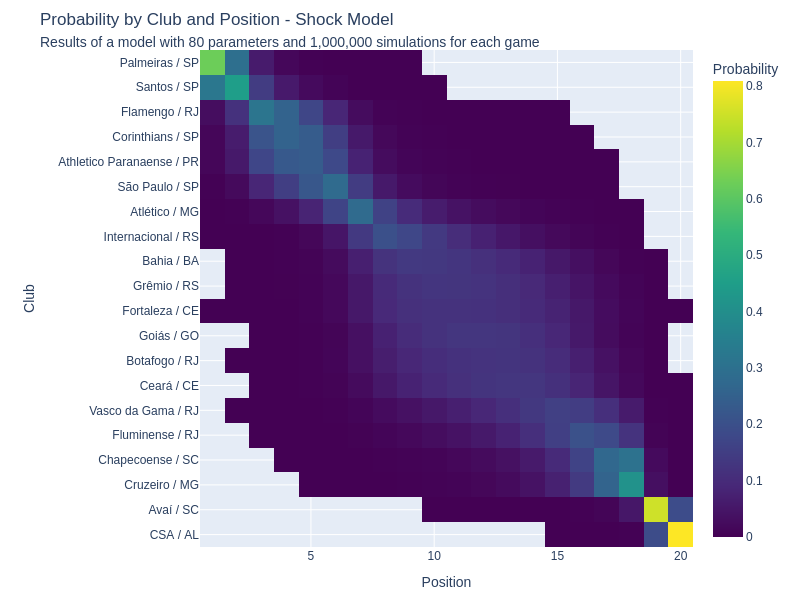 Probability by Club and Position - Shock Model
Results of a model with 80 parameters and 1,000,000 simulations for each game
Probability
Palmeiras / SP
Santos / SP
Flamengo / RJ
Corinthians / SP
Athletico Paranaense / PR
São Paulo / SP
Atlético / MG
Internacional / RS
Bahia / BA
Grêmio / RS
Fortaleza / CE
Goiás / GO
Botafogo / RJ
Ceará / CE
Vasco da Gama / RJ
Fluminense / RJ
Chapecoense / SC
Cruzeiro / MG
Avaí / SC
CSA / AL
Club
5
10
15
20
Position
0.8
0.7
0.6
0.5
0.4
0.3
0.2
0.1
0